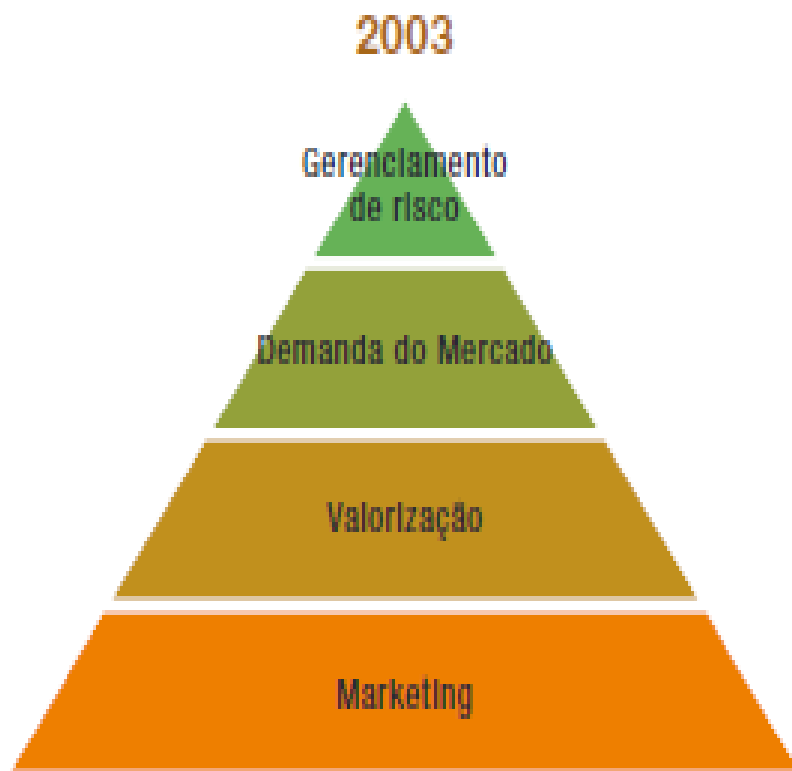 2003
Gerenciamento
de risco
Demanda do Mercado
Valorização
Marketing